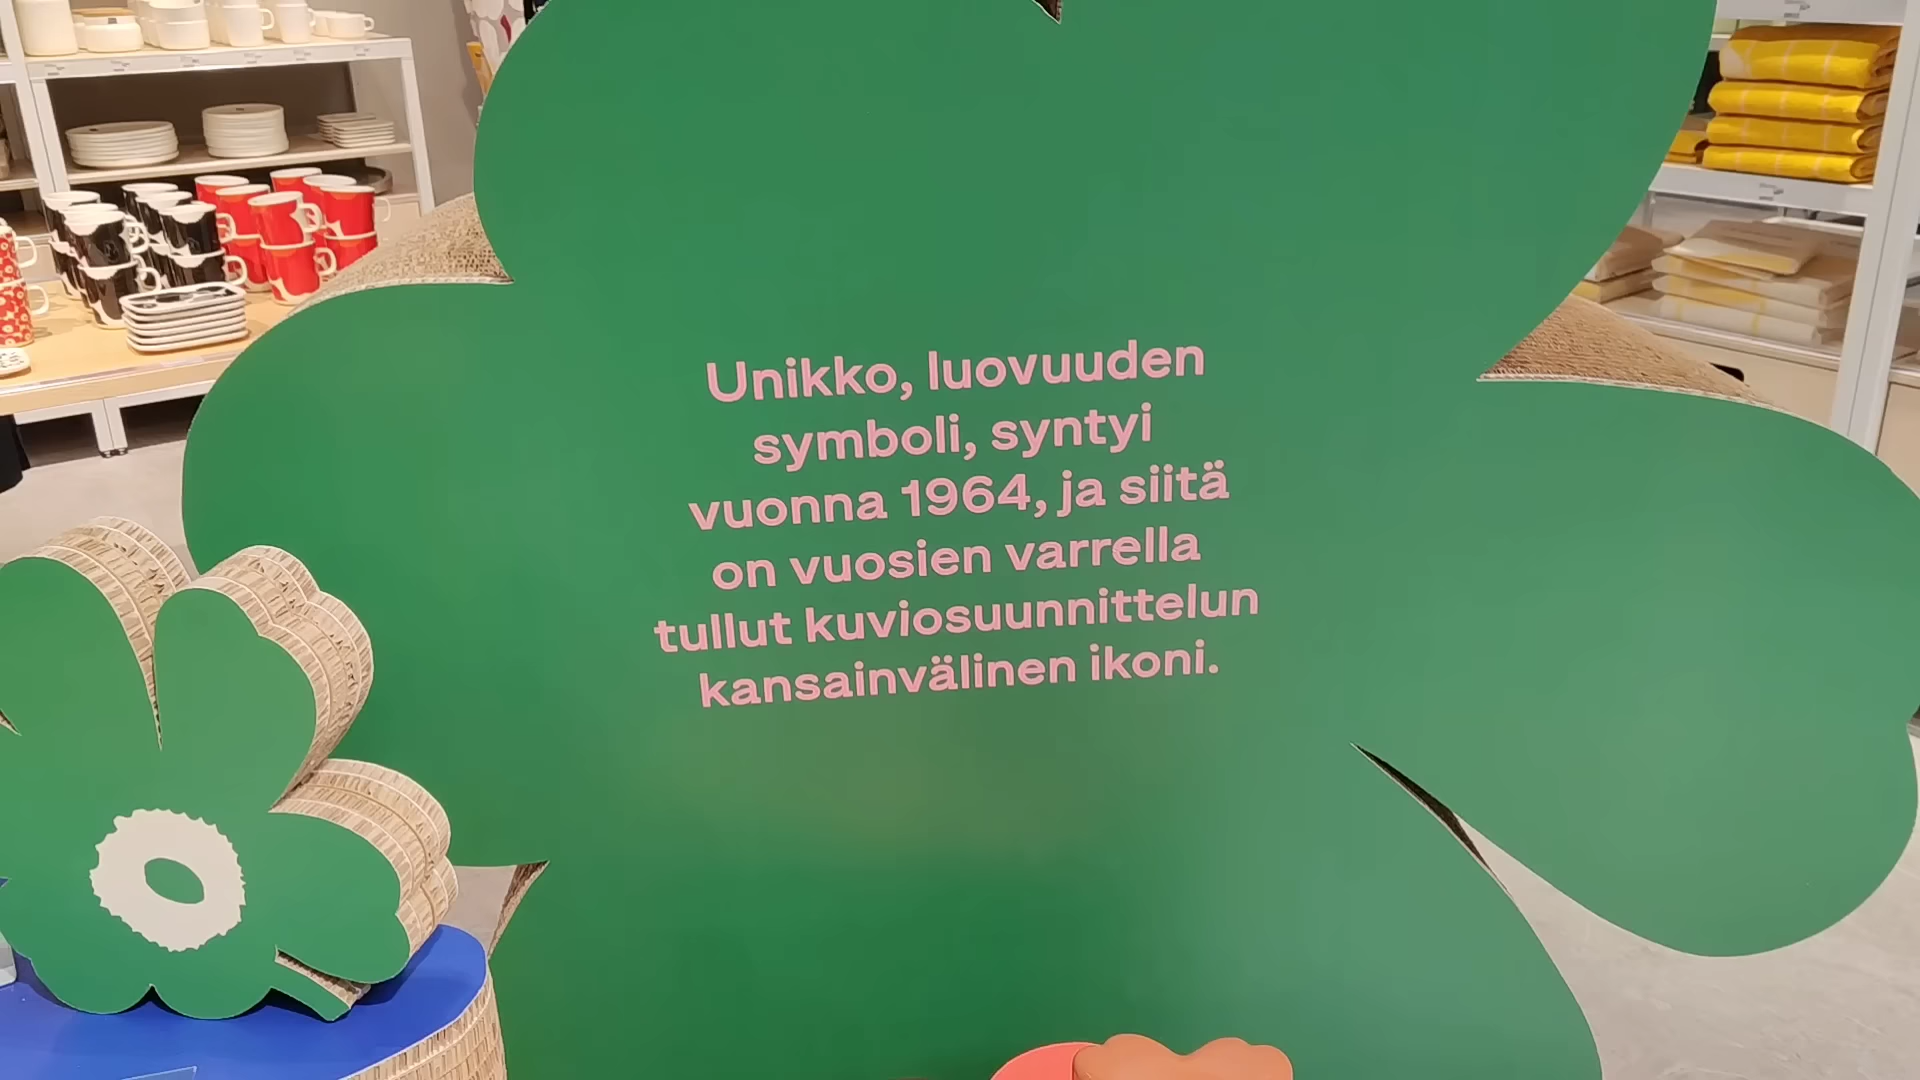 Unikko, luovuuden
symboli, syntyi
vuonna 1964, ja siitä
on vuosien varrella
tullut kuviosuunnittelun
kansainvälinen ikoni.